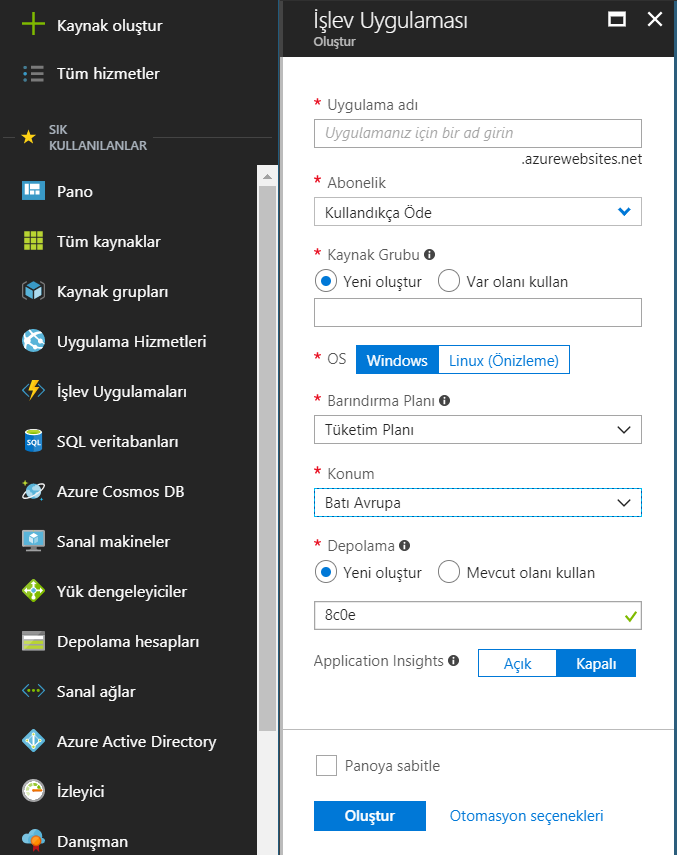 Kaynak oluştur
Tüm hizmetler
SIK
KULLANILANLAR
Pano
Tüm kaynaklar
Kaynak grupları
Uygulama Hizmetleri
İşlev Uygulamaları
SQL
SQL veritabanları
Azure Cosmos DB
Sanal makineler
Yük dengeleyiciler
Depolama hesapları
Sanal ağlar
Azure Active Directory
İzleyici
Danışman
İşlev Uygulaması
Oluştur
* Uygulama adı
Uygulamanız için bir ad girin
.azurewebsites.net
* Abonelik
Kullandıkça Öde
* Kaynak Grubu
Yeni oluştur Var olanı kullan
* OS Windows Linux (Önizleme)
* Barındırma Planı
Tüketim Planı
* Konum
Batı Avrupa
* Depolama
Yeni oluştur Mevcut olanı kullan
8c0e
Application Insights Açık Kapalı
Panoya sabitle
Oluştur Otomasyon seçenekleri